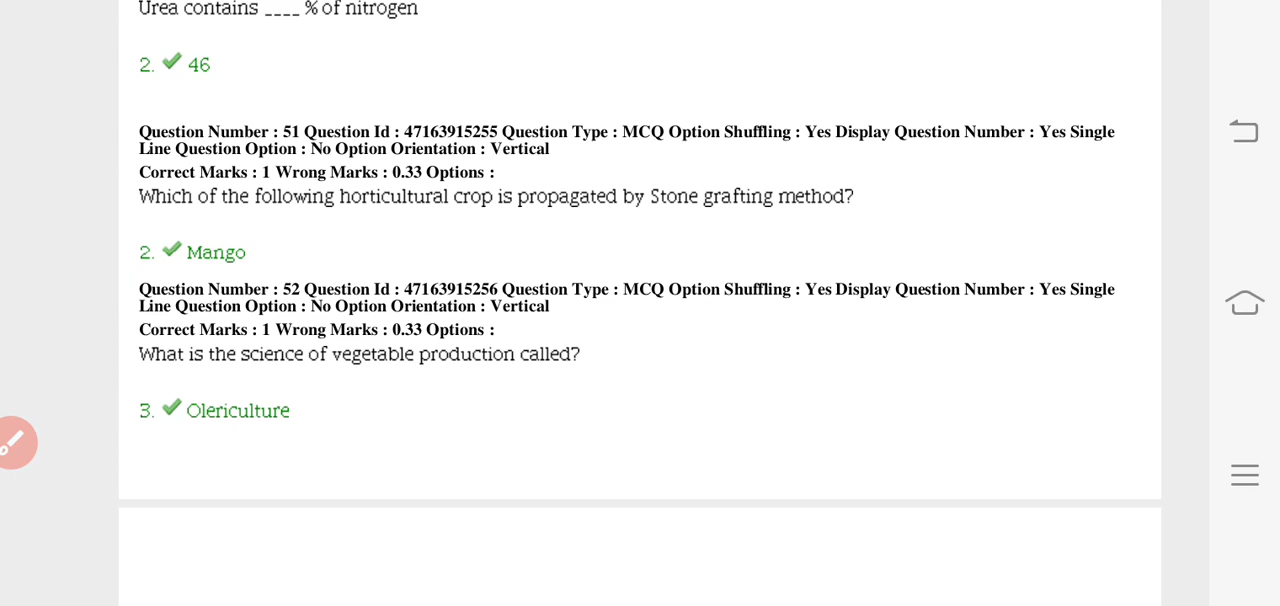 Urea contains ____ % of nitrogen
2. ✔ 46
Question Number : 51 Question Id : 47163915255 Question Type : MCQ Option Shuffling : Yes Display Question Number : Yes Single
Line Question Option : No Option Orientation : Vertical
Correct Marks : 1 Wrong Marks : 0.33 Options :
Which of the following horticultural crop is propagated by Stone grafting method?
2. ✔ Mango
Question Number : 52 Question Id : 47163915256 Question Type : MCQ Option Shuffling : Yes Display Question Number : Yes Single
Line Question Option : No Option Orientation : Vertical
Correct Marks : 1 Wrong Marks : 0.33 Options :
What is the science of vegetable production called?
3. ✔ Olericulture